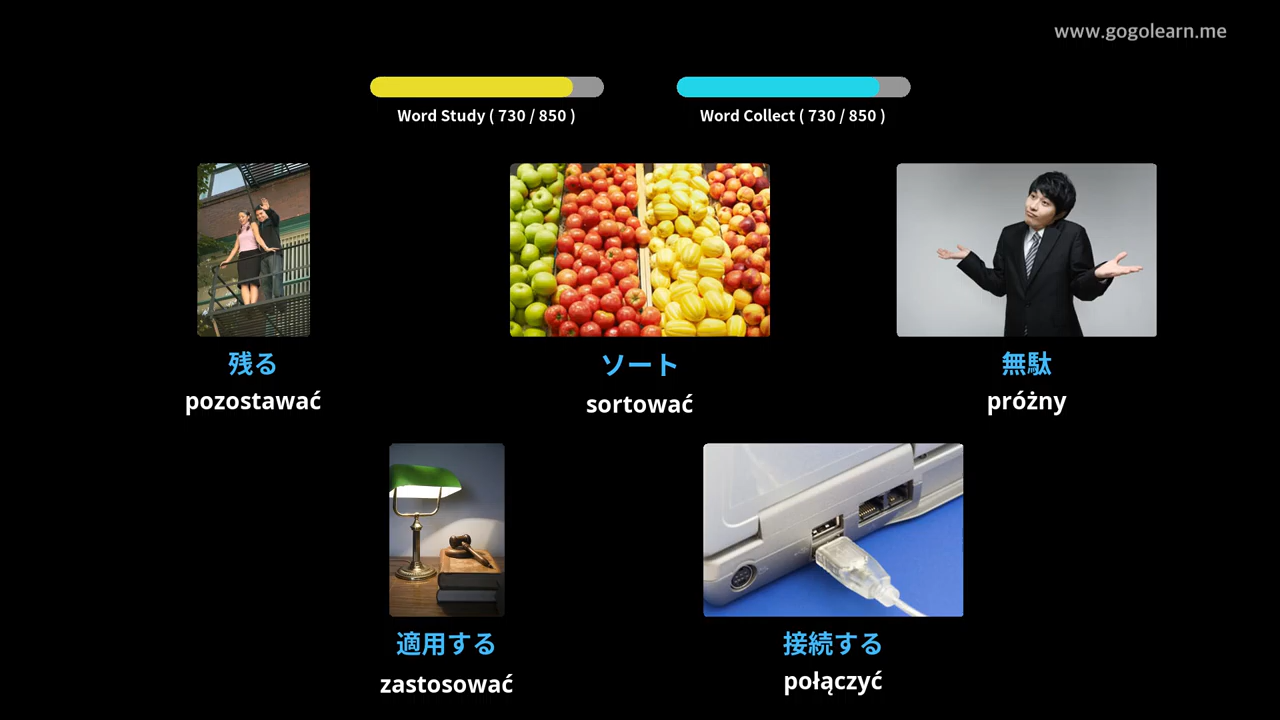 www.gogolearn.me
Word Study ( 730 / 850 )
Word Collect ( 730 / 850 )
残る
pozostawać
ソート
sortować
無駄
próżny
適用する
zastosować
接続する
połączyć